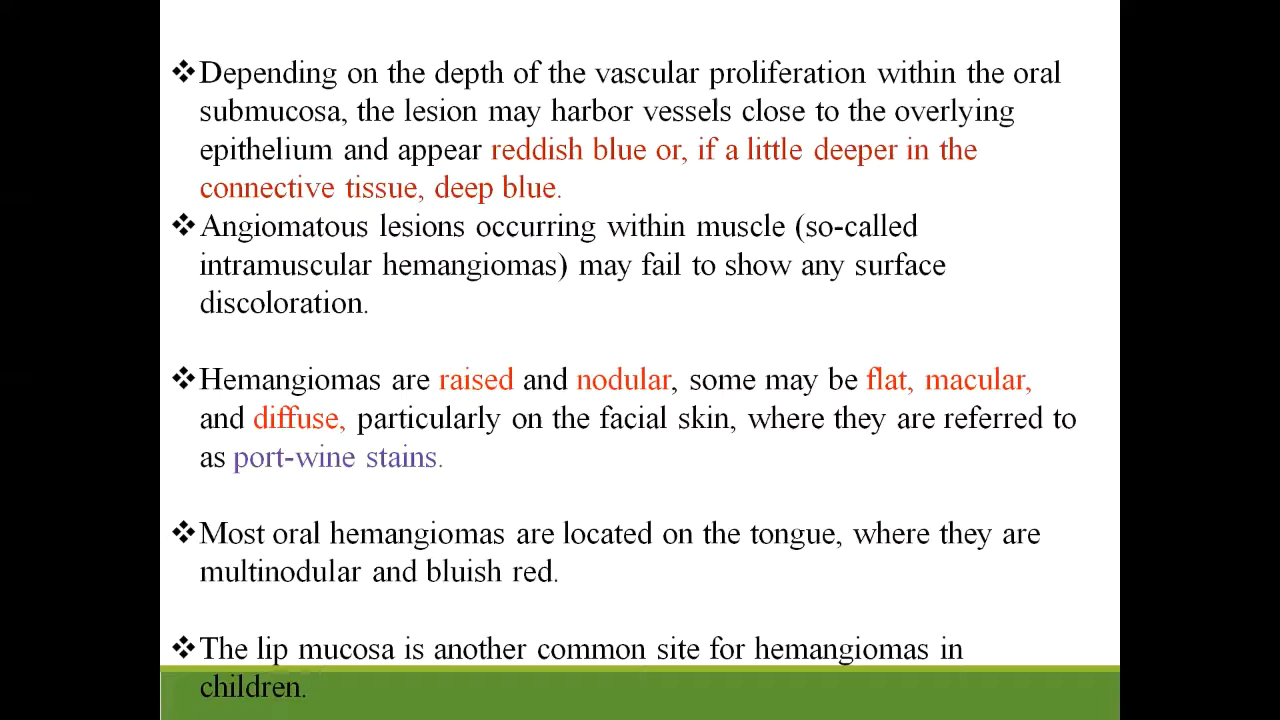 ❖Depending on the depth of the vascular proliferation within the oral
submucosa, the lesion may harbor vessels close to the overlying
epithelium and appear reddish blue or, if a little deeper in the
connective tissue, deep blue.
❖Angiomatous lesions occurring within muscle (so-called
intramuscular hemangiomas) may fail to show any surface
discoloration.
❖Hemangiomas are raised and nodular, some may be flat, macular,
and diffuse, particularly on the facial skin, where they are referred to
as port-wine stains.
❖Most oral hemangiomas are located on the tongue, where they are
multinodular and bluish red.
❖The lip mucosa is another common site for hemangiomas in
children.